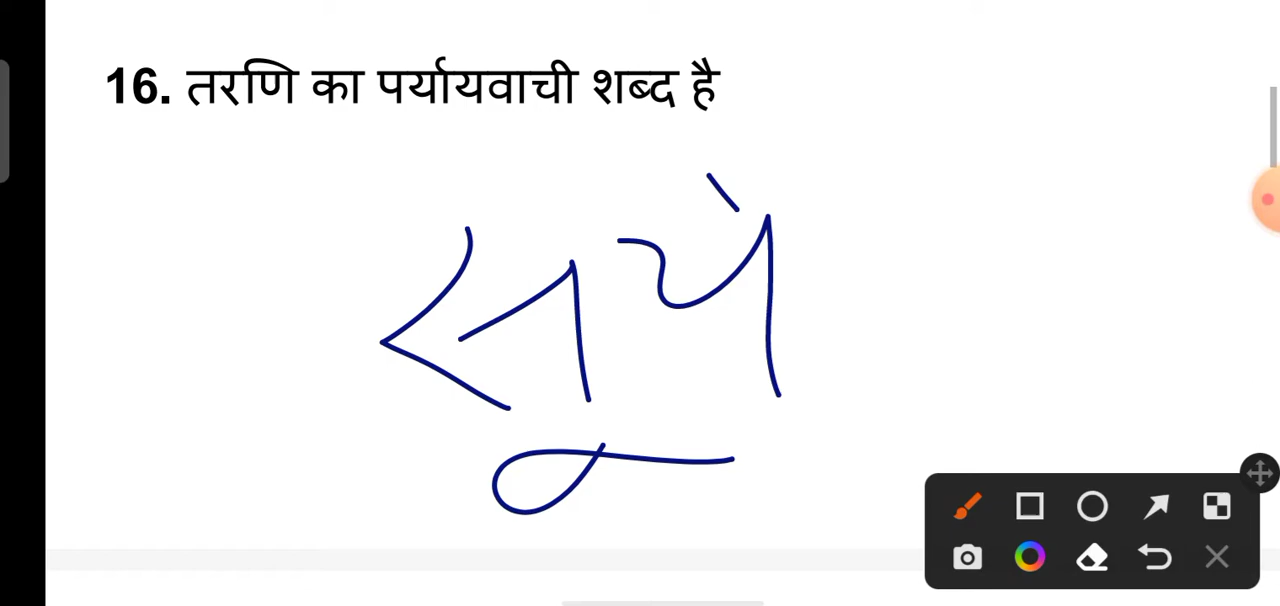 16. तरणि का पर्यायवाची शब्द है
सूर्य